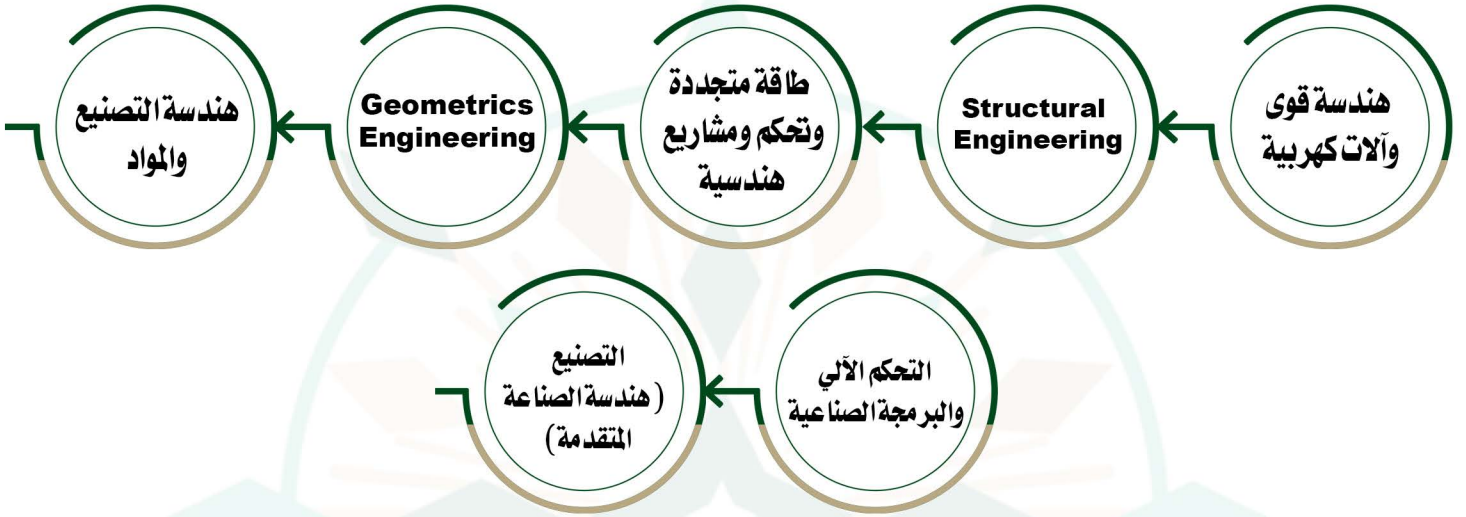 هندسة قوى
وآلات كهربية
Structural
Engineering
طاقة متجددة
وتحكم ومشاريع
هندسية
Geometrics
Engineering
هندسة التصنيع
والمواد
التحكم الآلي
والبرمجة الصناعية
التصنيع
(هندسة الصناعة
المتقدمة)